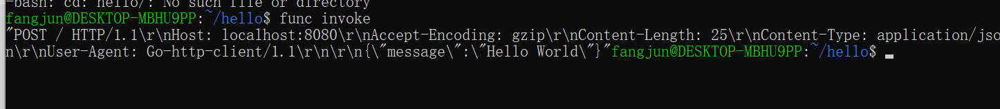 -bash: cd: hello/: No such file or directory
fangjun@DESKTOP-MBHU9PP:~/hello$ func invoke
"POST / HTTP/1.1\r\nHost: localhost:8080\r\nAccept-Encoding: gzip\r\nContent-Length: 25\r\nContent-Type: application/jso
n\r\nUser-Agent: Go-http-client/1.1\r\n\r\n{\"message\":\"Hello World\"}"fangjun@DESKTOP-MBHU9PP:~/hello$